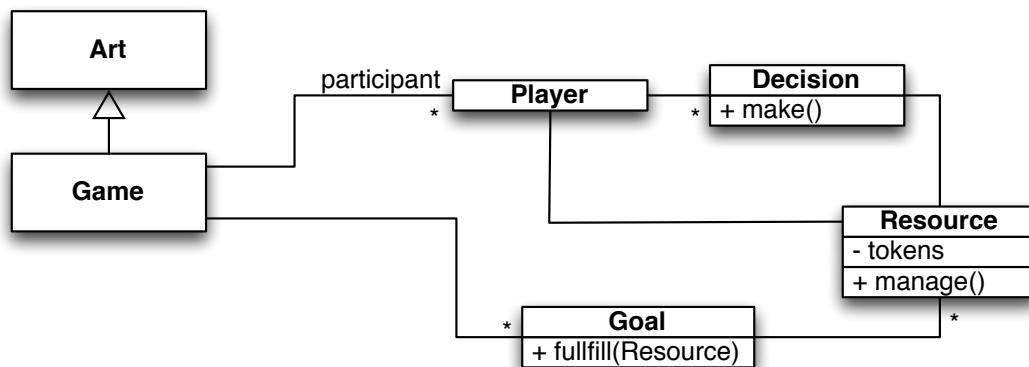 Art
participant
*
Player
*
Decision
+ make()
Game
Resource
- tokens
+ manage()
*
*
Goal
+ fullfill(Resource)